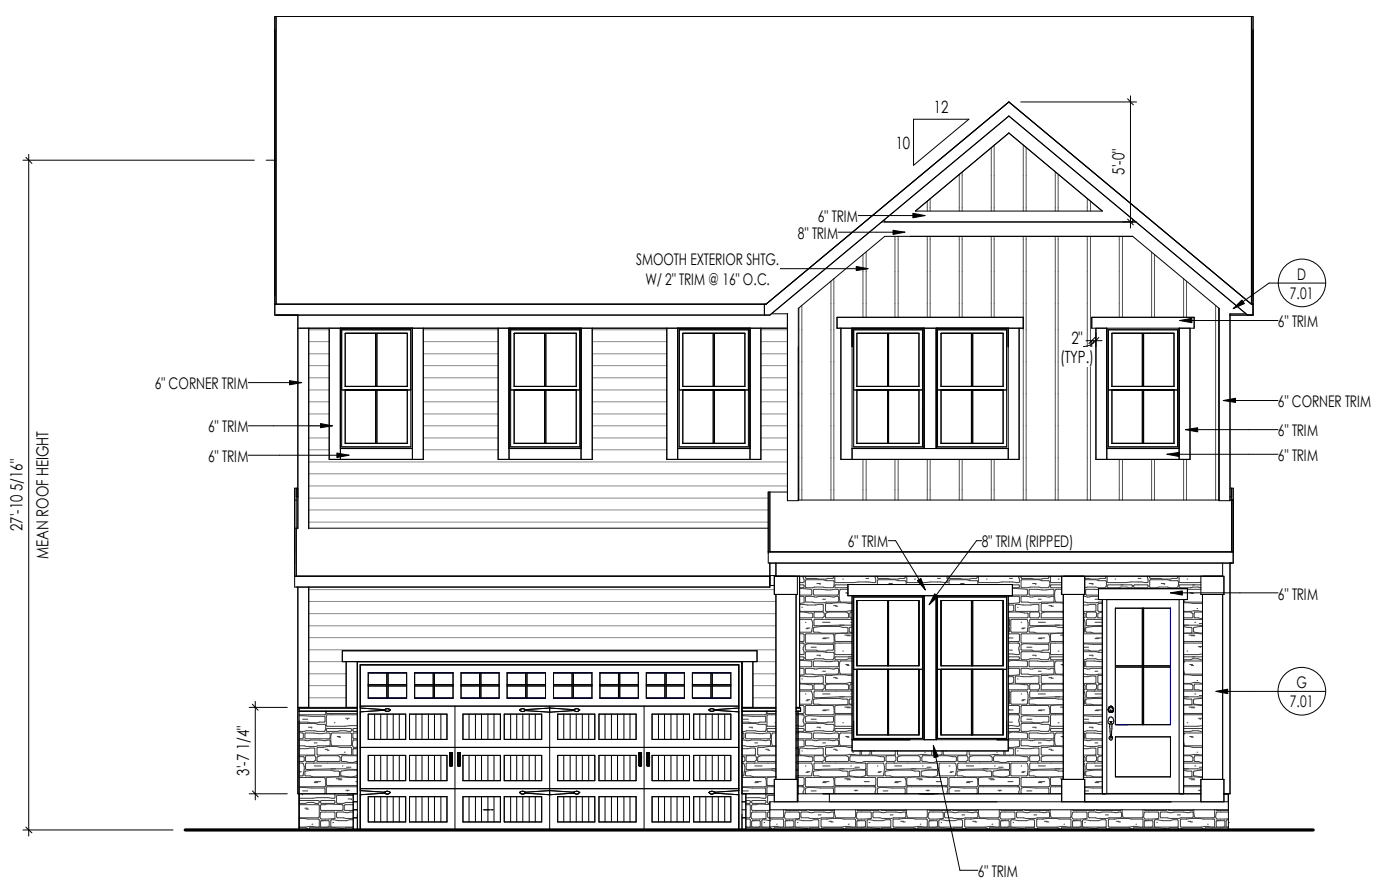 12
10
5'-0"
6" TRIM
8" TRIM
SMOOTH EXTERIOR SHTG.
W/ 2" TRIM @ 16" O.C.
D
7.01
6" TRIM
2"
(TYP.)
6" CORNER TRIM
6" CORNER TRIM
6" TRIM
6" TRIM
6" TRIM
6" TRIM
27'-10 5/16"
MEAN ROOF HEIGHT
6" TRIM
8" TRIM (RIPPED)
6" TRIM
G
7.01
3'-7 1/4"
6" TRIM